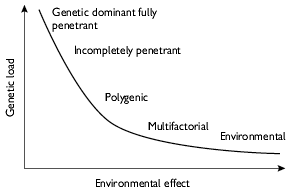 Genetic dominant fully
penetrant
Incompletely penetrant
Polygenic
Multifactorial
Environmental
Genetic load
Environmental effect